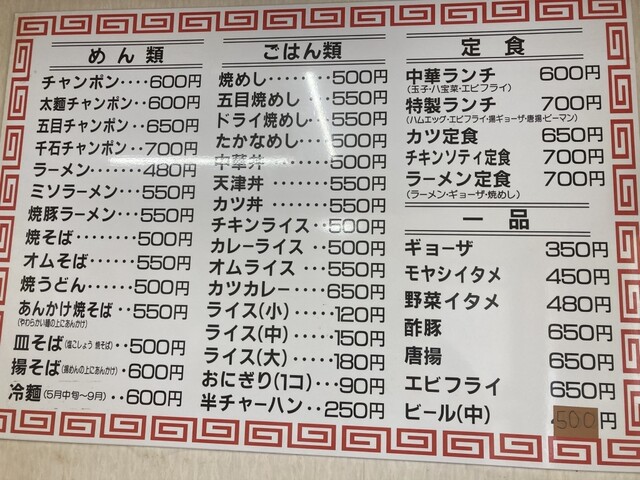 めん類
チャンポン････600円
太麺チャンポン‥600円
五目チャンポン‥650円
千石チャンポン‥700円
ラーメン･････480円
ミソラーメン･･･550円
焼豚ラーメン･･･550円
焼そば･････500円
オムそば････550円
焼うどん････500円
あんかけ焼そば‥550円
(やわらかい麺の上にあんかけ)
皿そば(塩こしょう 焼そば)‥500円
揚そば(揚めんの上にあんかけ)･600円
冷麺(5月中旬〜9月)‥600円
ごはん類
焼めし･････500円
五目焼めし‥550円
ドライ焼めし‥550円
たかなめし‥500円
中華丼‥500円
天津丼‥550円
カツ丼‥550円
チキンライス‥500円
カレーライス‥500円
オムライス‥550円
カツカレー‥650円
ライス(小)‥120円
ライス(中)‥150円
ライス(大)‥180円
おにぎり(1コ)･･･90円
半チャーハン‥250円
定食
中華ランチ 600円
(玉子・八宝菜・エビフライ)
特製ランチ 700円
(ハムエッグ・エビフライ・揚ギョーザ・唐揚・ピーマン)
カツ定食 650円
チキンソティ定食 700円
ラーメン定食 700円
(ラーメン・ギョーザ・焼めし)
一品
ギョーザ 350円
モヤシイタメ 450円
野菜イタメ 480円
酢豚 650円
唐揚 650円
エビフライ 650円
ビール(中) 500円